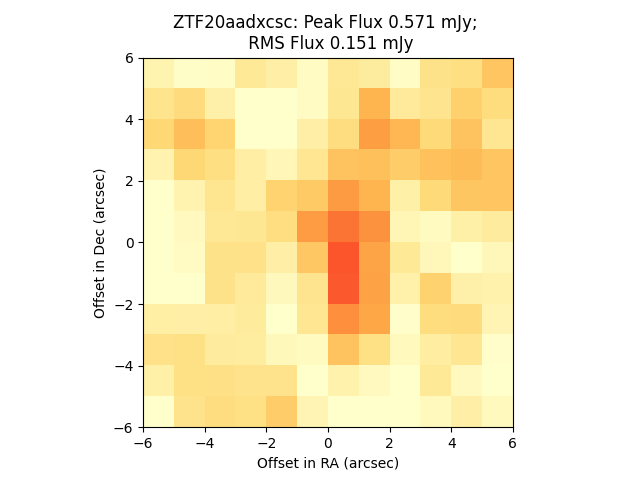 ZTF20aadxcsc: Peak Flux 0.571 mJy;
RMS Flux 0.151 mJy
6
4
2
0
−2
−4
−6
Offset in Dec (arcsec)
−6 −4 −2 0 2 4 6
Offset in RA (arcsec)